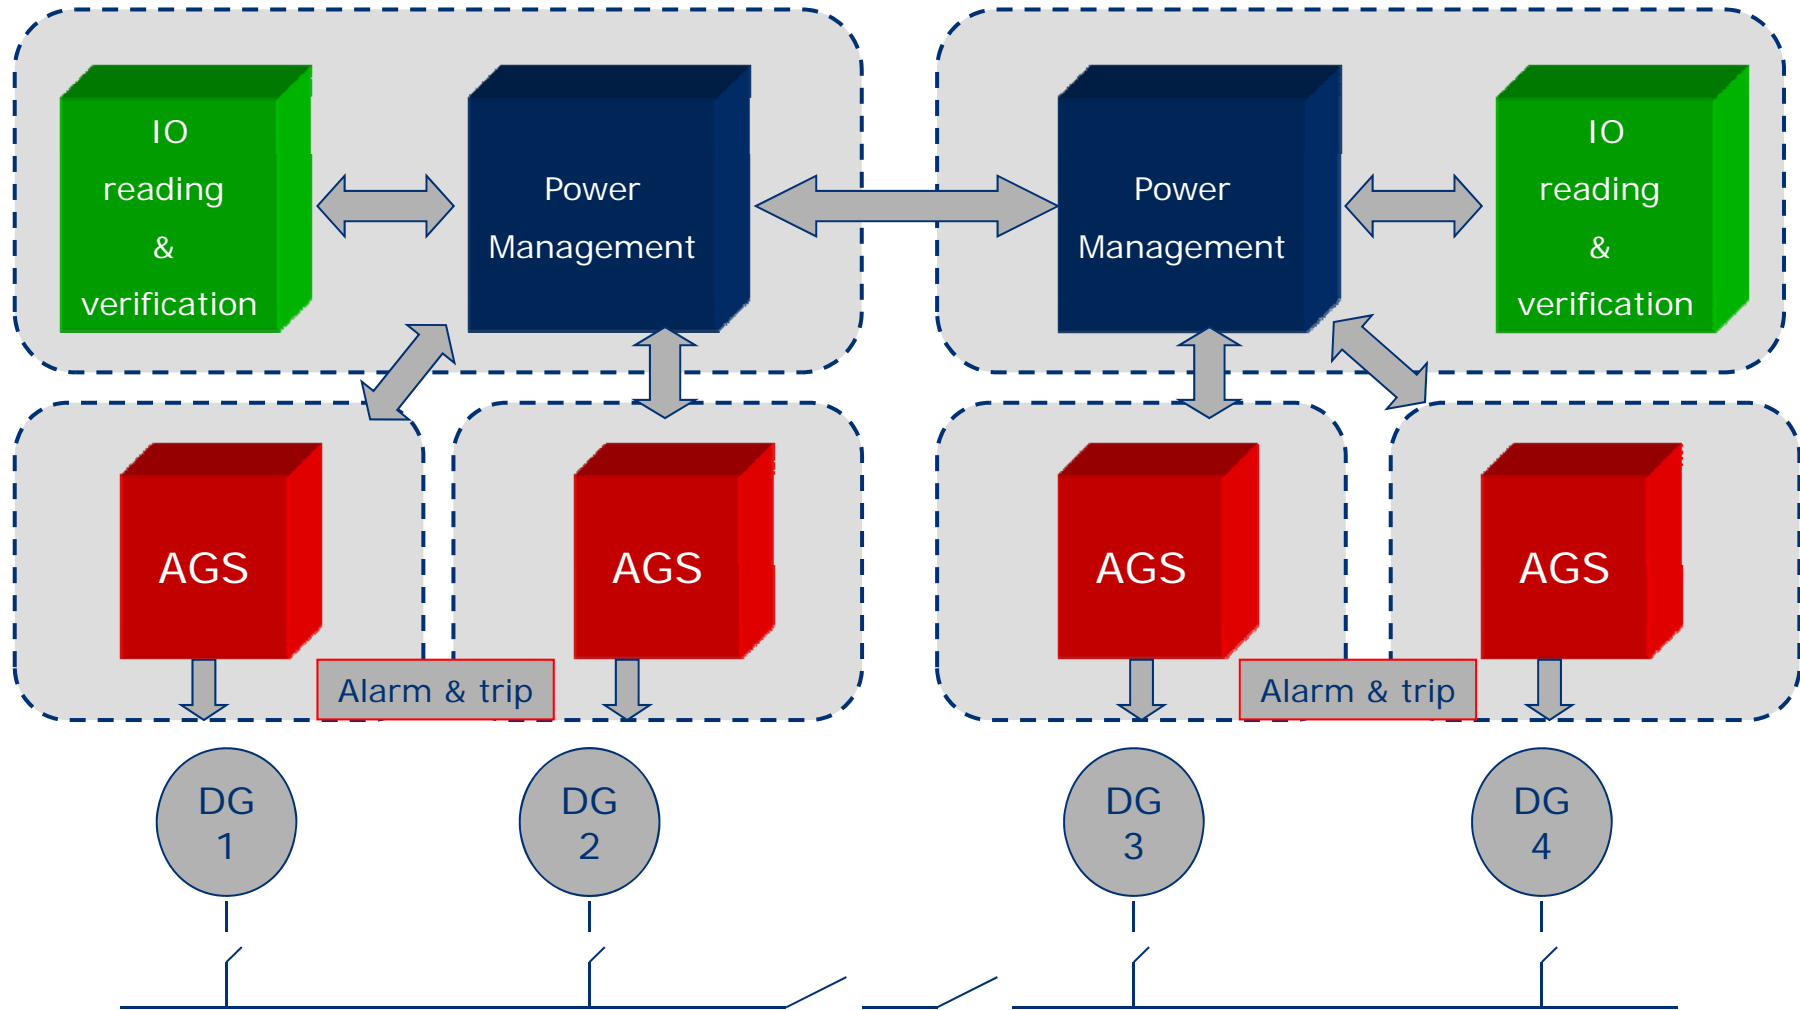 IO
reading
&
verification
Power
Management
Power
Management
IO
reading
&
verification
AGS
AGS
AGS
AGS
Alarm & trip
Alarm & trip
DG
1
DG
2
DG
3
DG
4